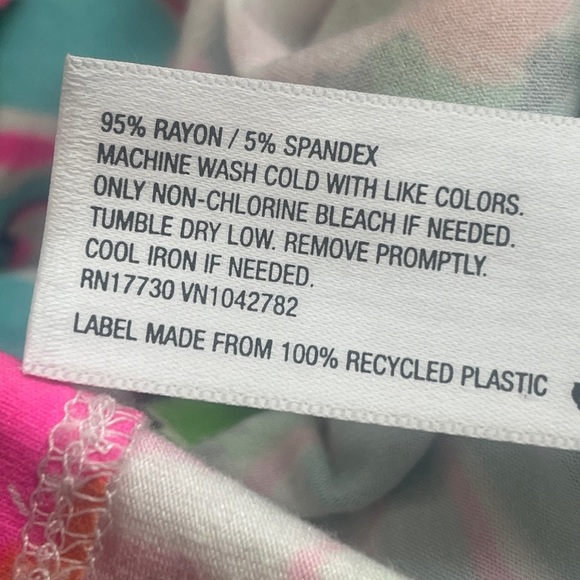 95% RAYON / 5% SPANDEX
MACHINE WASH COLD WITH LIKE COLORS.
ONLY NON-CHLORINE BLEACH IF NEEDED.
TUMBLE DRY LOW. REMOVE PROMPTLY.
COOL IRON IF NEEDED.
RN17730 VN1042782
LABEL MADE FROM 100% RECYCLED PLASTIC